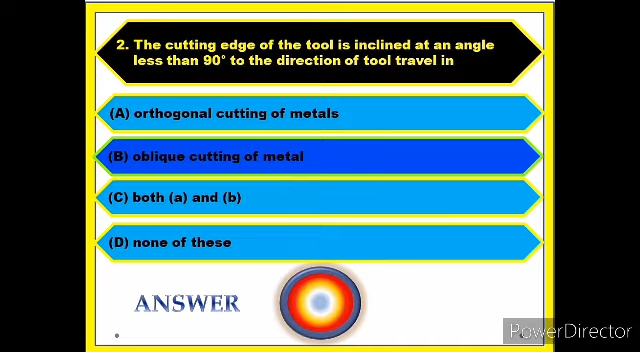 2. The cutting edge of the tool is inclined at an angle
less than 90° to the direction of tool travel in
(A) orthogonal cutting of metals
(B) oblique cutting of metal
(C) both (a) and (b)
(D) none of these
ANSWER
PowerDirector